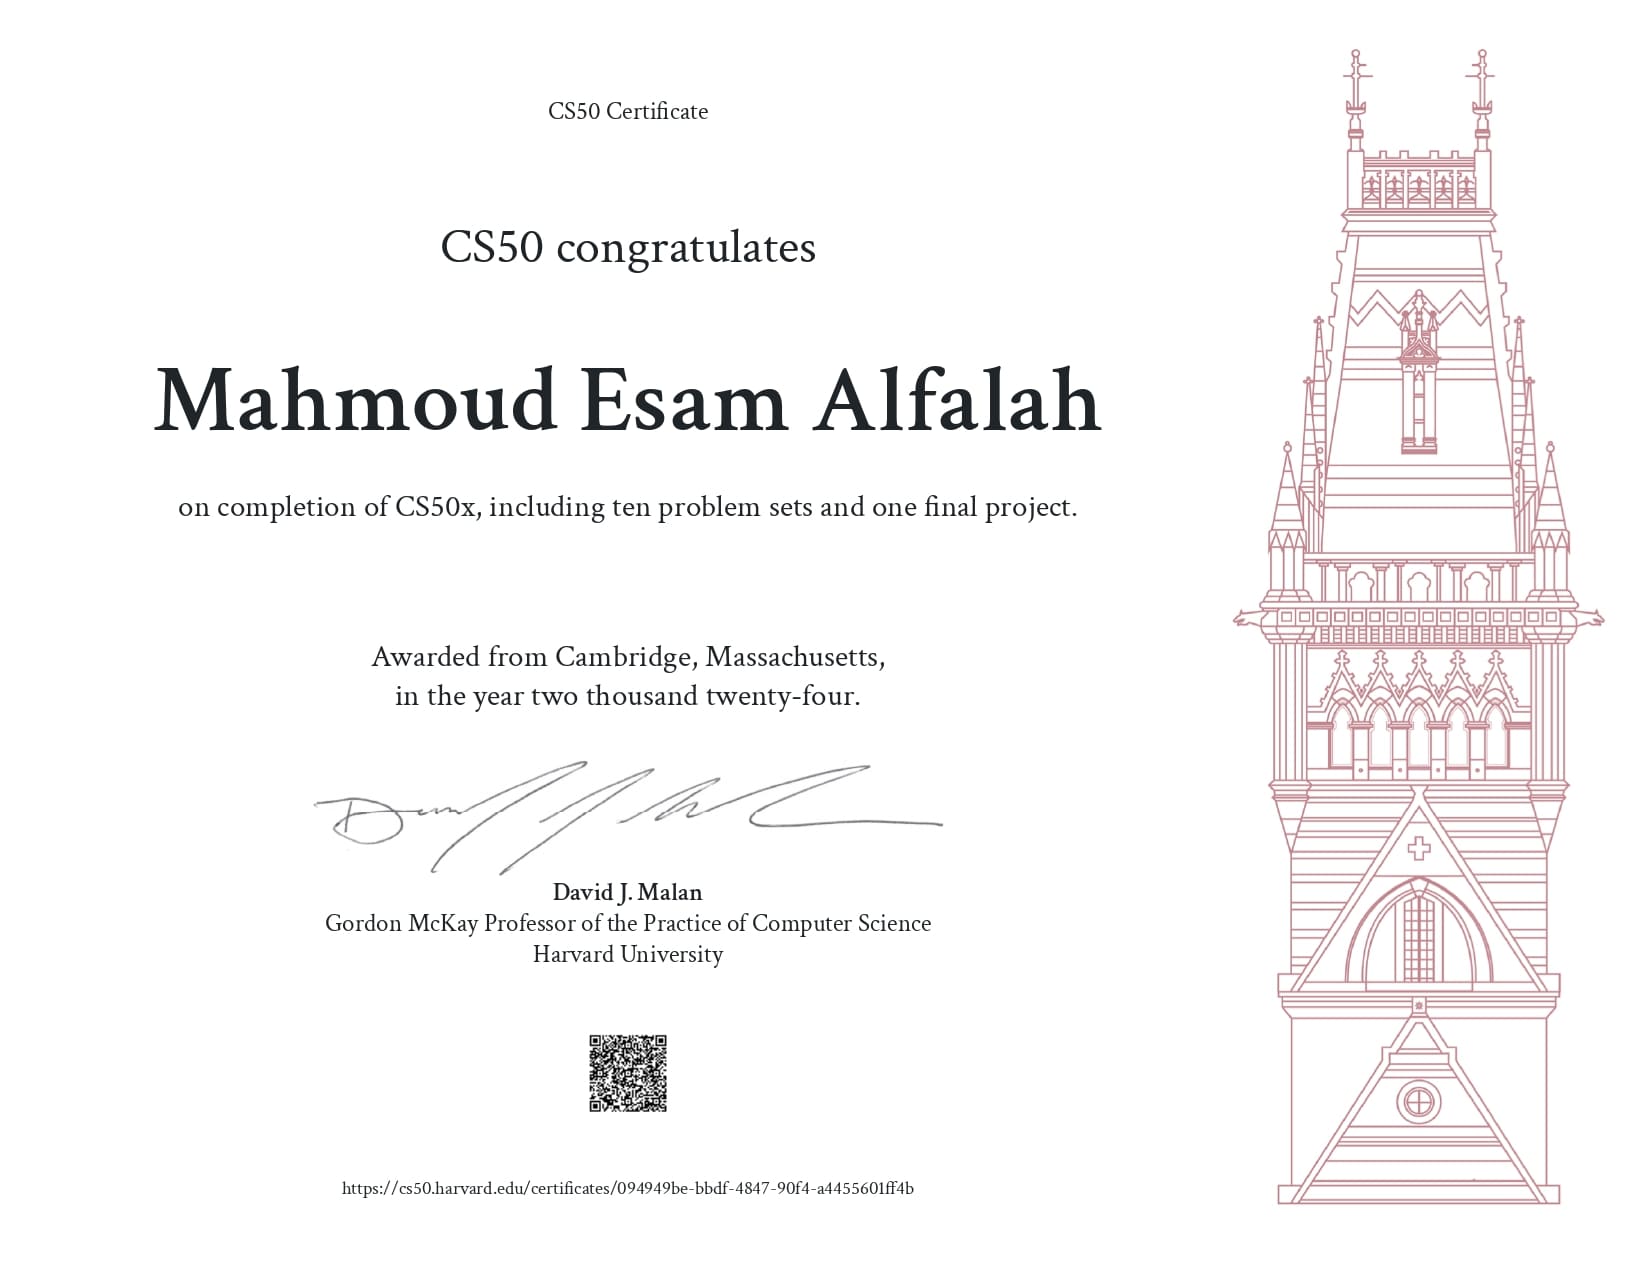 CS50 Certificate
CS50 congratulates
Mahmoud Esam Alfalah
on completion of CS50x, including ten problem sets and one final project.
Awarded from Cambridge, Massachusetts,
in the year two thousand twenty-four.
David J. Malan
Gordon McKay Professor of the Practice of Computer Science
Harvard University
https://cs50.harvard.edu/certificates/094949be-bbdf-4847-90f4-a4455601ff4b